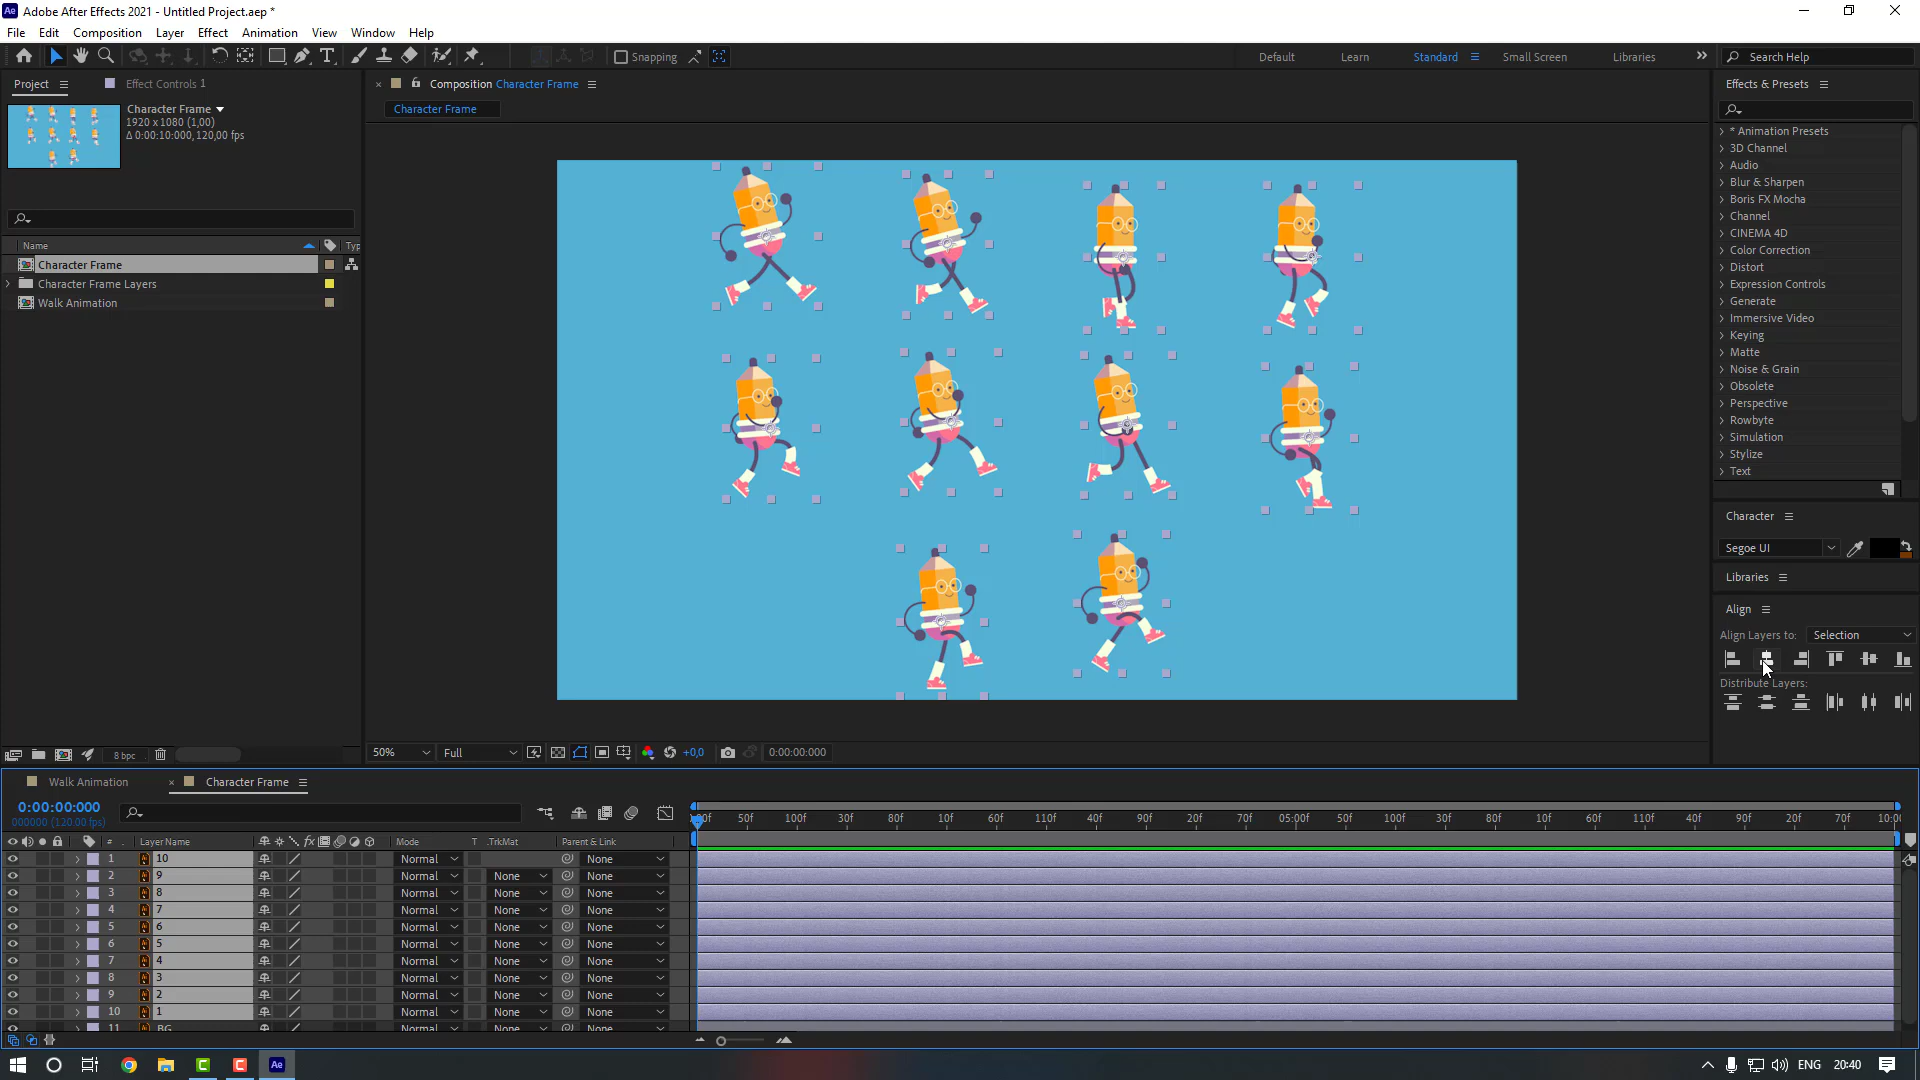 Ae Adobe After Effects 2021 - Untitled Project.aep *
File Edit Composition Layer Effect Animation View Window Help
Snapping Default Learn Standard Small Screen Libraries Search Help
Project Effect Controls 1
Composition Character Frame
Effects & Presets
Character Frame
1920 x 1080 (1,00)
Δ 0:00:10:000, 120,00 fps
Character Frame
* Animation Presets
3D Channel
Audio
Blur & Sharpen
Boris FX Mocha
Channel
CINEMA 4D
Color Correction
Distort
Expression Controls
Generate
Immersive Video
Keying
Matte
Noise & Grain
Obsolete
Perspective
Rowbyte
Simulation
Stylize
Text
Name Typ
Character Frame
Character Frame Layers
Walk Animation
Character
Segoe UI
Libraries
Align
Align Layers to: Selection
Distribute Layers:
8 bpc
50% Full +0,0 0:00:00:000
Walk Animation Character Frame
0:00:00:000
000000 (120.00 fps)
50f 100f 30f 80f 10f 60f 110f 40f 90f 20f 70f 05:00f 50f 100f 30f 80f 10f 60f 110f 40f 90f 20f 70f 10:0
# Layer Name fx Mode T .TrkMat Parent & Link
1 10 Normal None
2 9 Normal None None
3 8 Normal None None
4 7 Normal None None
5 6 Normal None None
6 5 Normal None None
7 4 Normal None None
8 3 Normal None None
9 2 Normal None None
10 1 Normal None None
11 BG Normal None None
Ae ENG 20:40